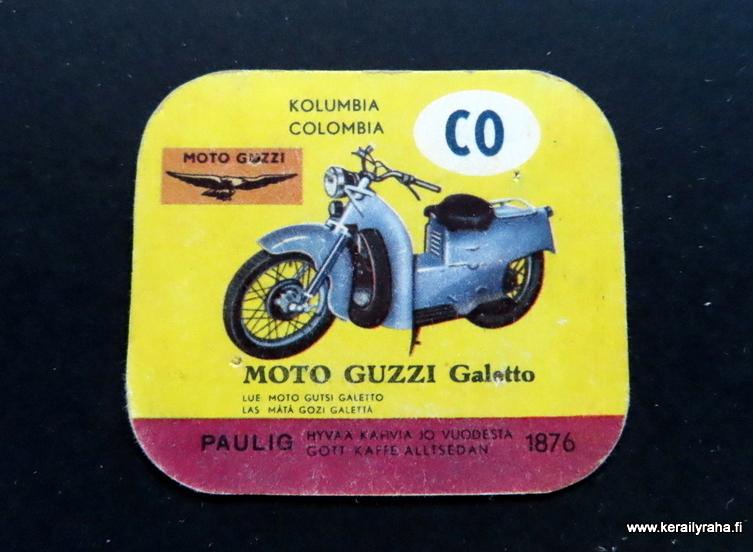 KOLUMBIA
COLOMBIA
CO
MOTO GUZZI
MOTO GUZZI Galetto
LUE: MOTO GUTSI GALETTO
LÄS: MÅTÅ GOZI GALETTÅ
PAULIG
HYVÄÄ KAHVIA JO VUODESTA
GOTT KAFFE ALLTSEDAN
1876
www.kerailyraha.fi